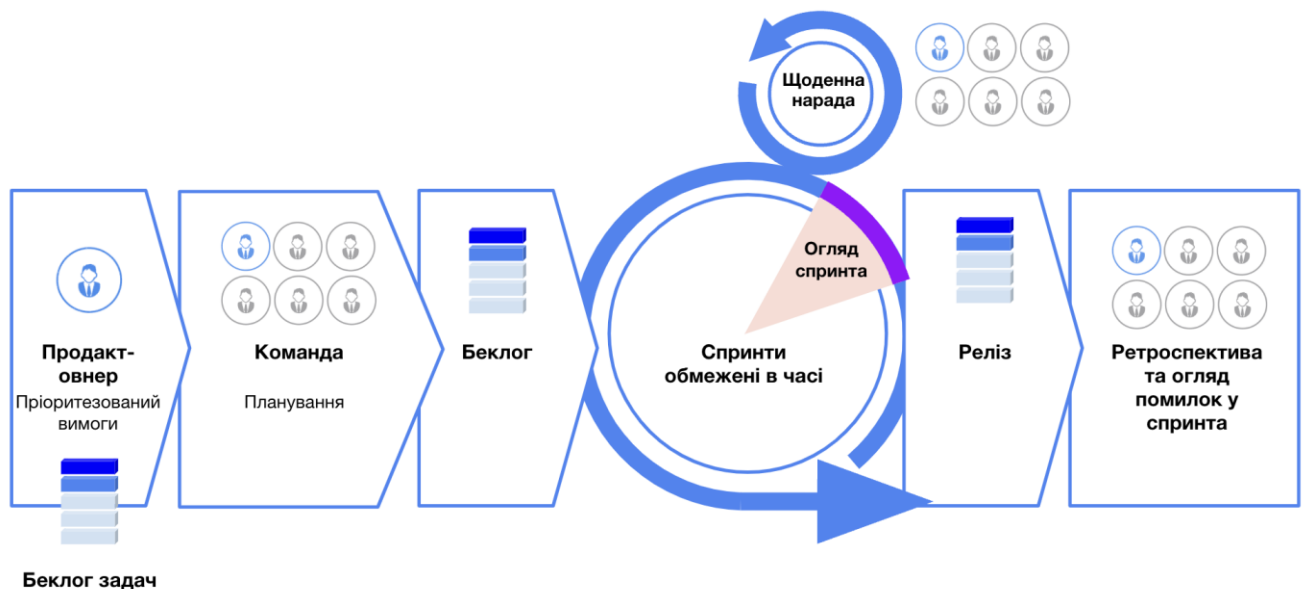 Щоденна
нарада
Огляд
спринта
Продакт-
овнер
Пріоритезований
вимоги
Беклог задач
Команда
Планування
Беклог
Спринти
обмежені в часі
Реліз
Ретроспектива
та огляд
помилок у
спринта